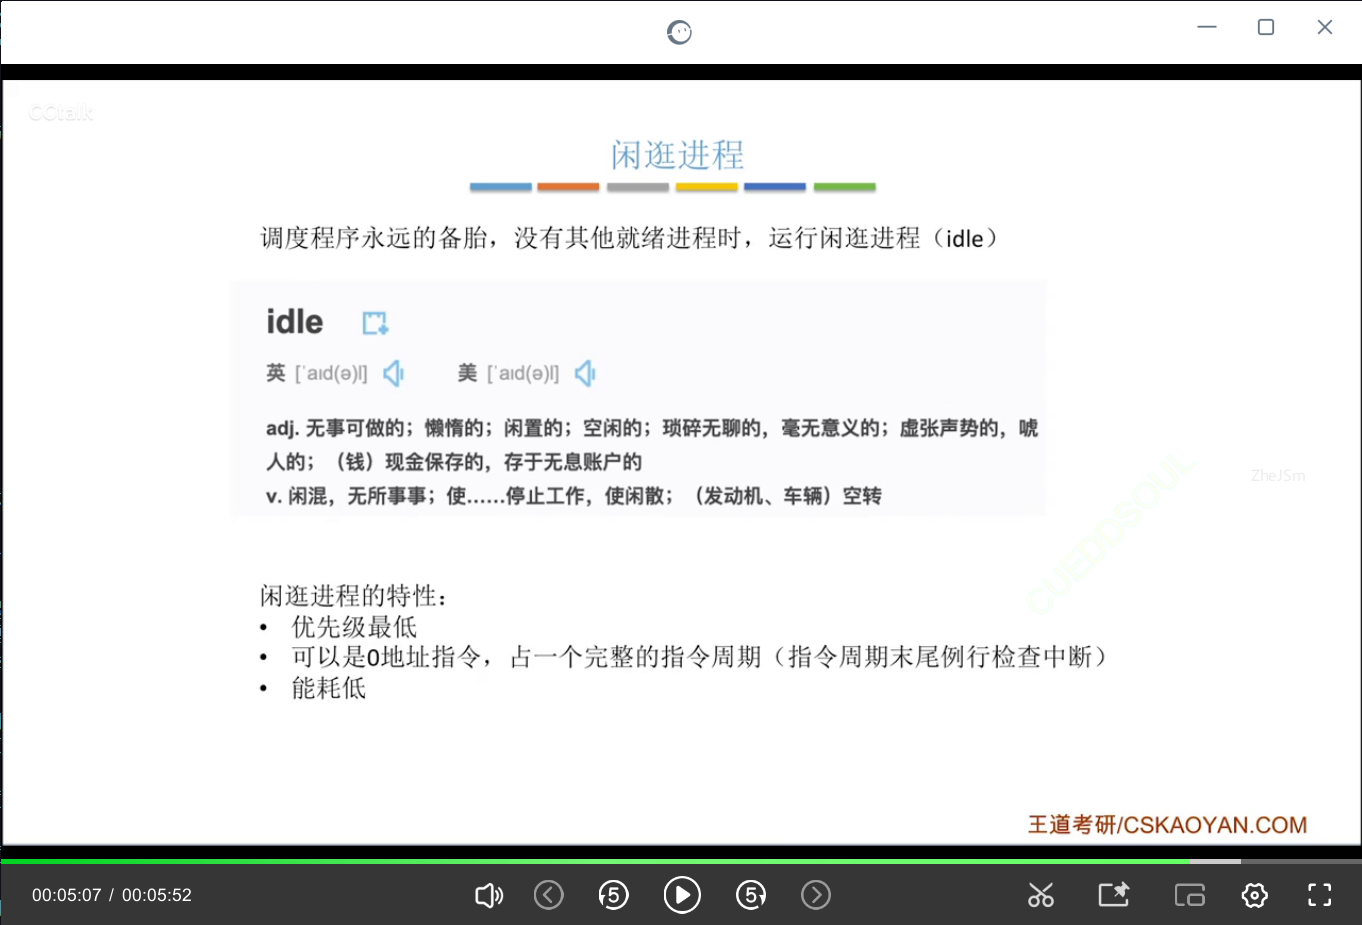 CCtalk
闲逛进程
调度程序永远的备胎，没有其他就绪进程时，运行闲逛进程（idle）
idle
英 [ˈaɪd(ə)l] 美 [ˈaɪd(ə)l]
adj. 无事可做的；懒惰的；闲置的；空闲的；琐碎无聊的，毫无意义的；虚张声势的，唬
人的；（钱）现金保存的，存于无息账户的
v. 闲混，无所事事；使……停止工作，使闲散；（发动机、车辆）空转
ZheJSm
CUIEDDSOUL
闲逛进程的特性：
• 优先级最低
• 可以是0地址指令，占一个完整的指令周期（指令周期末尾例行检查中断）
• 能耗低
王道考研/CSKAOYAN.COM
00:05:07 / 00:05:52
5
5